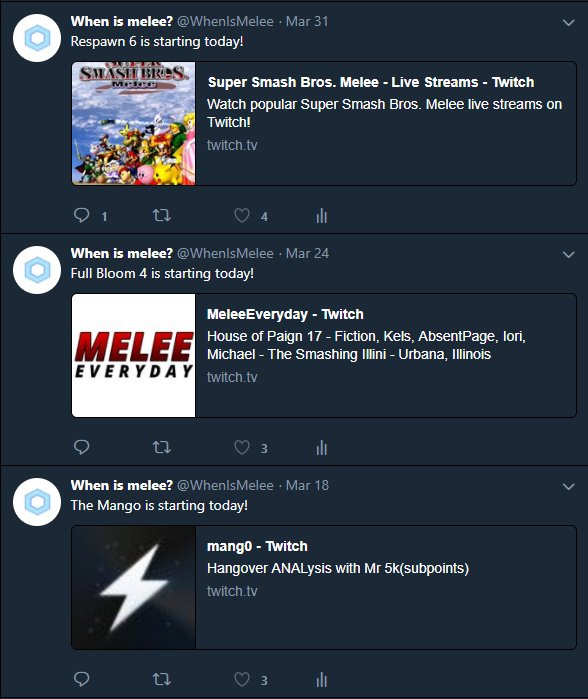 When is melee? @WhenIsMelee · Mar 31
Respawn 6 is starting today!
SUPER
SMASH BROS.
Melee
Super Smash Bros. Melee - Live Streams - Twitch
Watch popular Super Smash Bros. Melee live streams on
Twitch!
twitch.tv
1 4
When is melee? @WhenIsMelee · Mar 24
Full Bloom 4 is starting today!
MELEE
EVERYDAY
MeleeEveryday - Twitch
House of Paign 17 - Fiction, Kels, AbsentPage, Iori,
Michael - The Smashing Illini - Urbana, Illinois
twitch.tv
3
When is melee? @WhenIsMelee · Mar 18
The Mango is starting today!
mang0 - Twitch
Hangover ANALysis with Mr 5k(subpoints)
twitch.tv
3